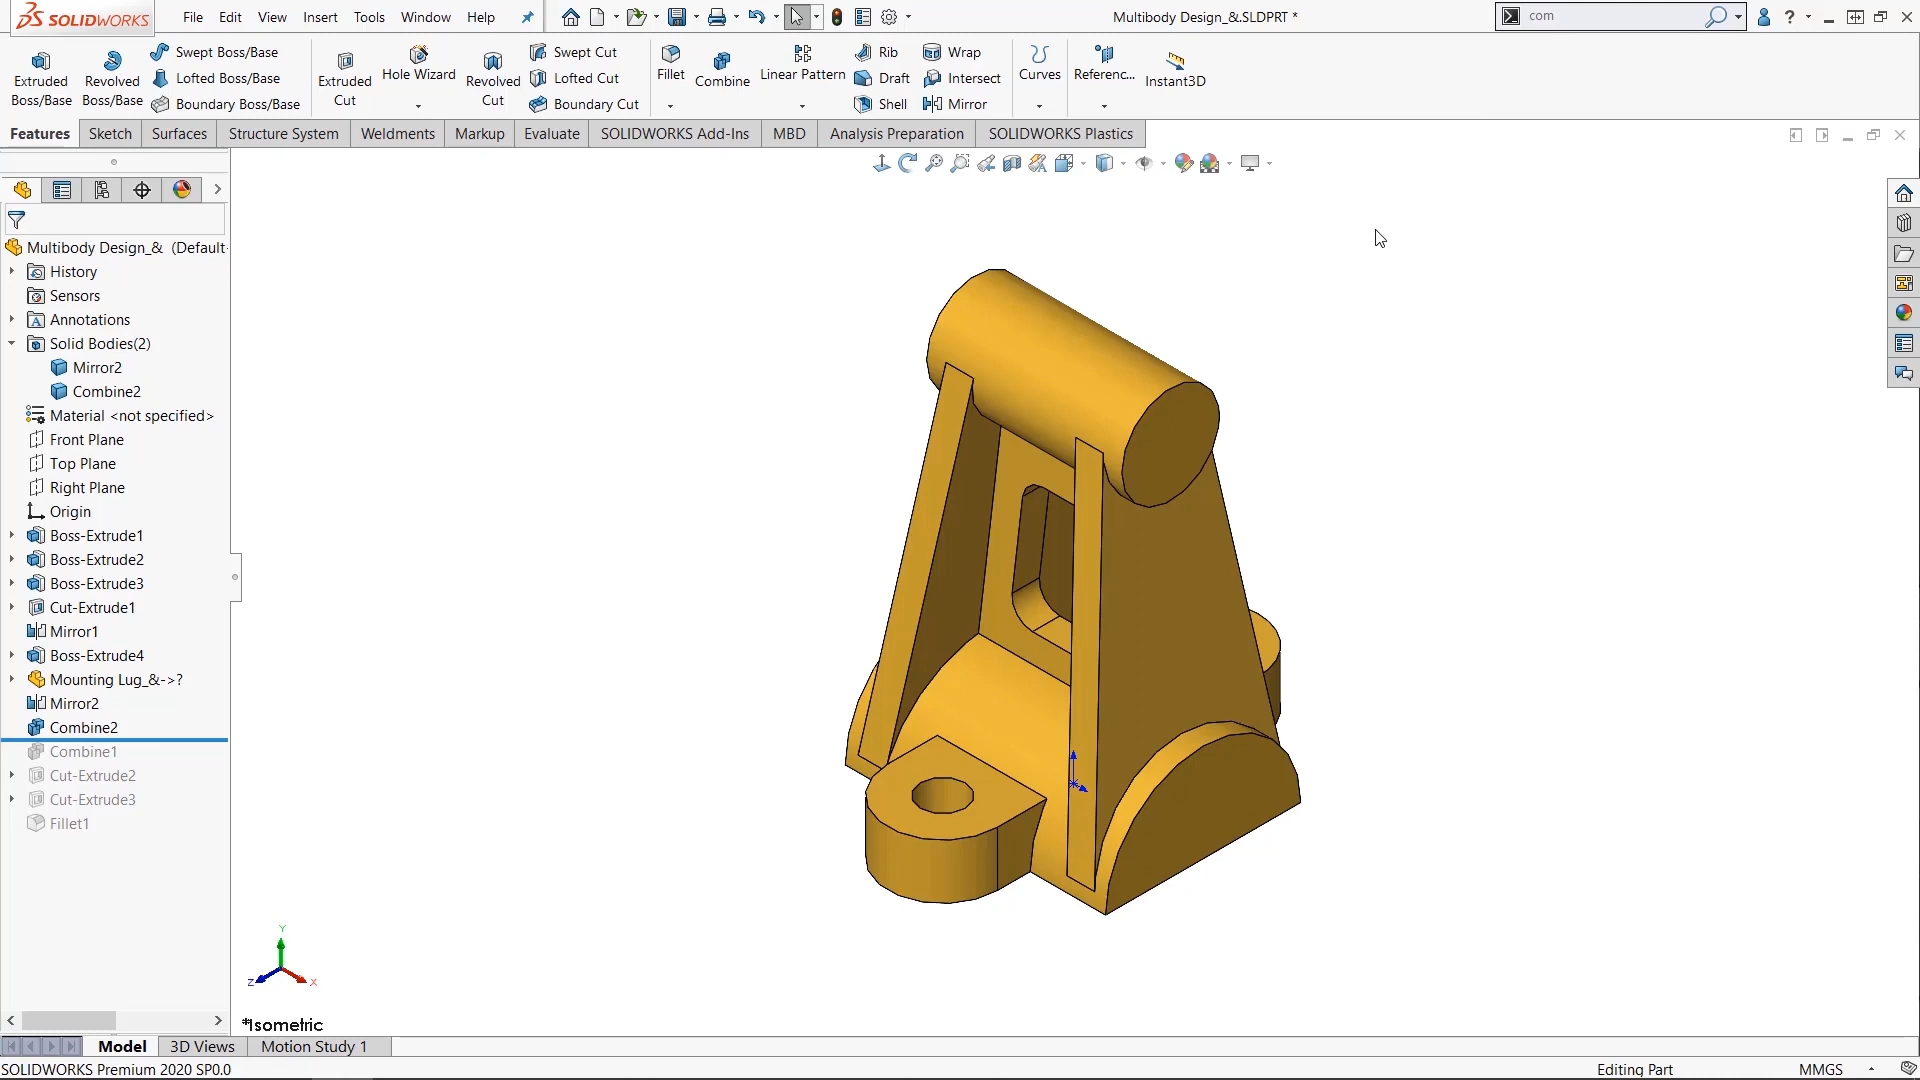 SOLIDWORKS File Edit View Insert Tools Window Help Multibody Design_&.SLDPRT * com ?
Extruded Boss/Base
Revolved Boss/Base
Swept Boss/Base
Lofted Boss/Base
Boundary Boss/Base
Extruded Cut
Hole Wizard
Revolved Cut
Swept Cut
Lofted Cut
Boundary Cut
Fillet
Combine
Linear Pattern
Rib
Draft
Shell
Wrap
Intersect
Mirror
Curves
Referenc...
Instant3D
Features Sketch Surfaces Structure System Weldments Markup Evaluate SOLIDWORKS Add-Ins MBD Analysis Preparation SOLIDWORKS Plastics
Multibody Design_& (Default
History
Sensors
Annotations
Solid Bodies(2)
Mirror2
Combine2
Material <not specified>
Front Plane
Top Plane
Right Plane
Origin
Boss-Extrude1
Boss-Extrude2
Boss-Extrude3
Cut-Extrude1
Mirror1
Boss-Extrude4
Mounting Lug_&->?
Mirror2
Combine2
Combine1
Cut-Extrude2
Cut-Extrude3
Fillet1
Y
Z X
*Isometric
Model 3D Views Motion Study 1
SOLIDWORKS Premium 2020 SP0.0 Editing Part MMGS